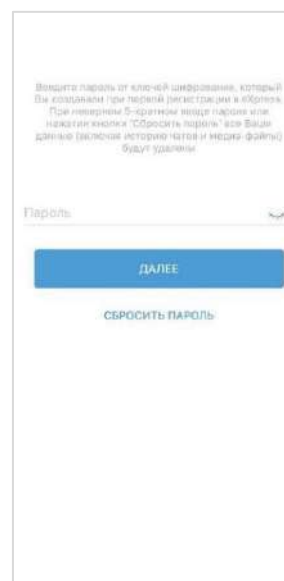 Введите пароль от ключей шифрования, который
Вы создавали при первой регистрации в eXpress.
При неверном 5-кратном вводе пароля или
нажатии кнопки "Сбросить пароль" все Ваши
данные (включая историю чатов и медиа-файлы)
будут удалены
Пароль
ДАЛЕЕ
СБРОСИТЬ ПАРОЛЬ